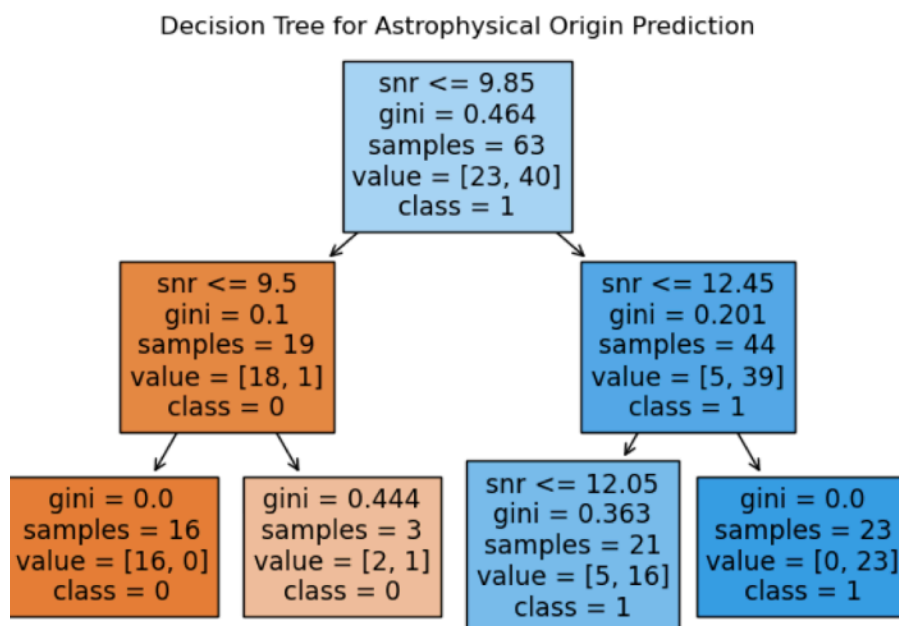 Decision Tree for Astrophysical Origin Prediction
snr <= 9.85
gini = 0.464
samples = 63
value = [23, 40]
class = 1
snr <= 9.5
gini = 0.1
samples = 19
value = [18, 1]
class = 0
snr <= 12.45
gini = 0.201
samples = 44
value = [5, 39]
class = 1
gini = 0.0
samples = 16
value = [16, 0]
class = 0
gini = 0.444
samples = 3
value = [2, 1]
class = 0
snr <= 12.05
gini = 0.363
samples = 21
value = [5, 16]
class = 1
gini = 0.0
samples = 23
value = [0, 23]
class = 1